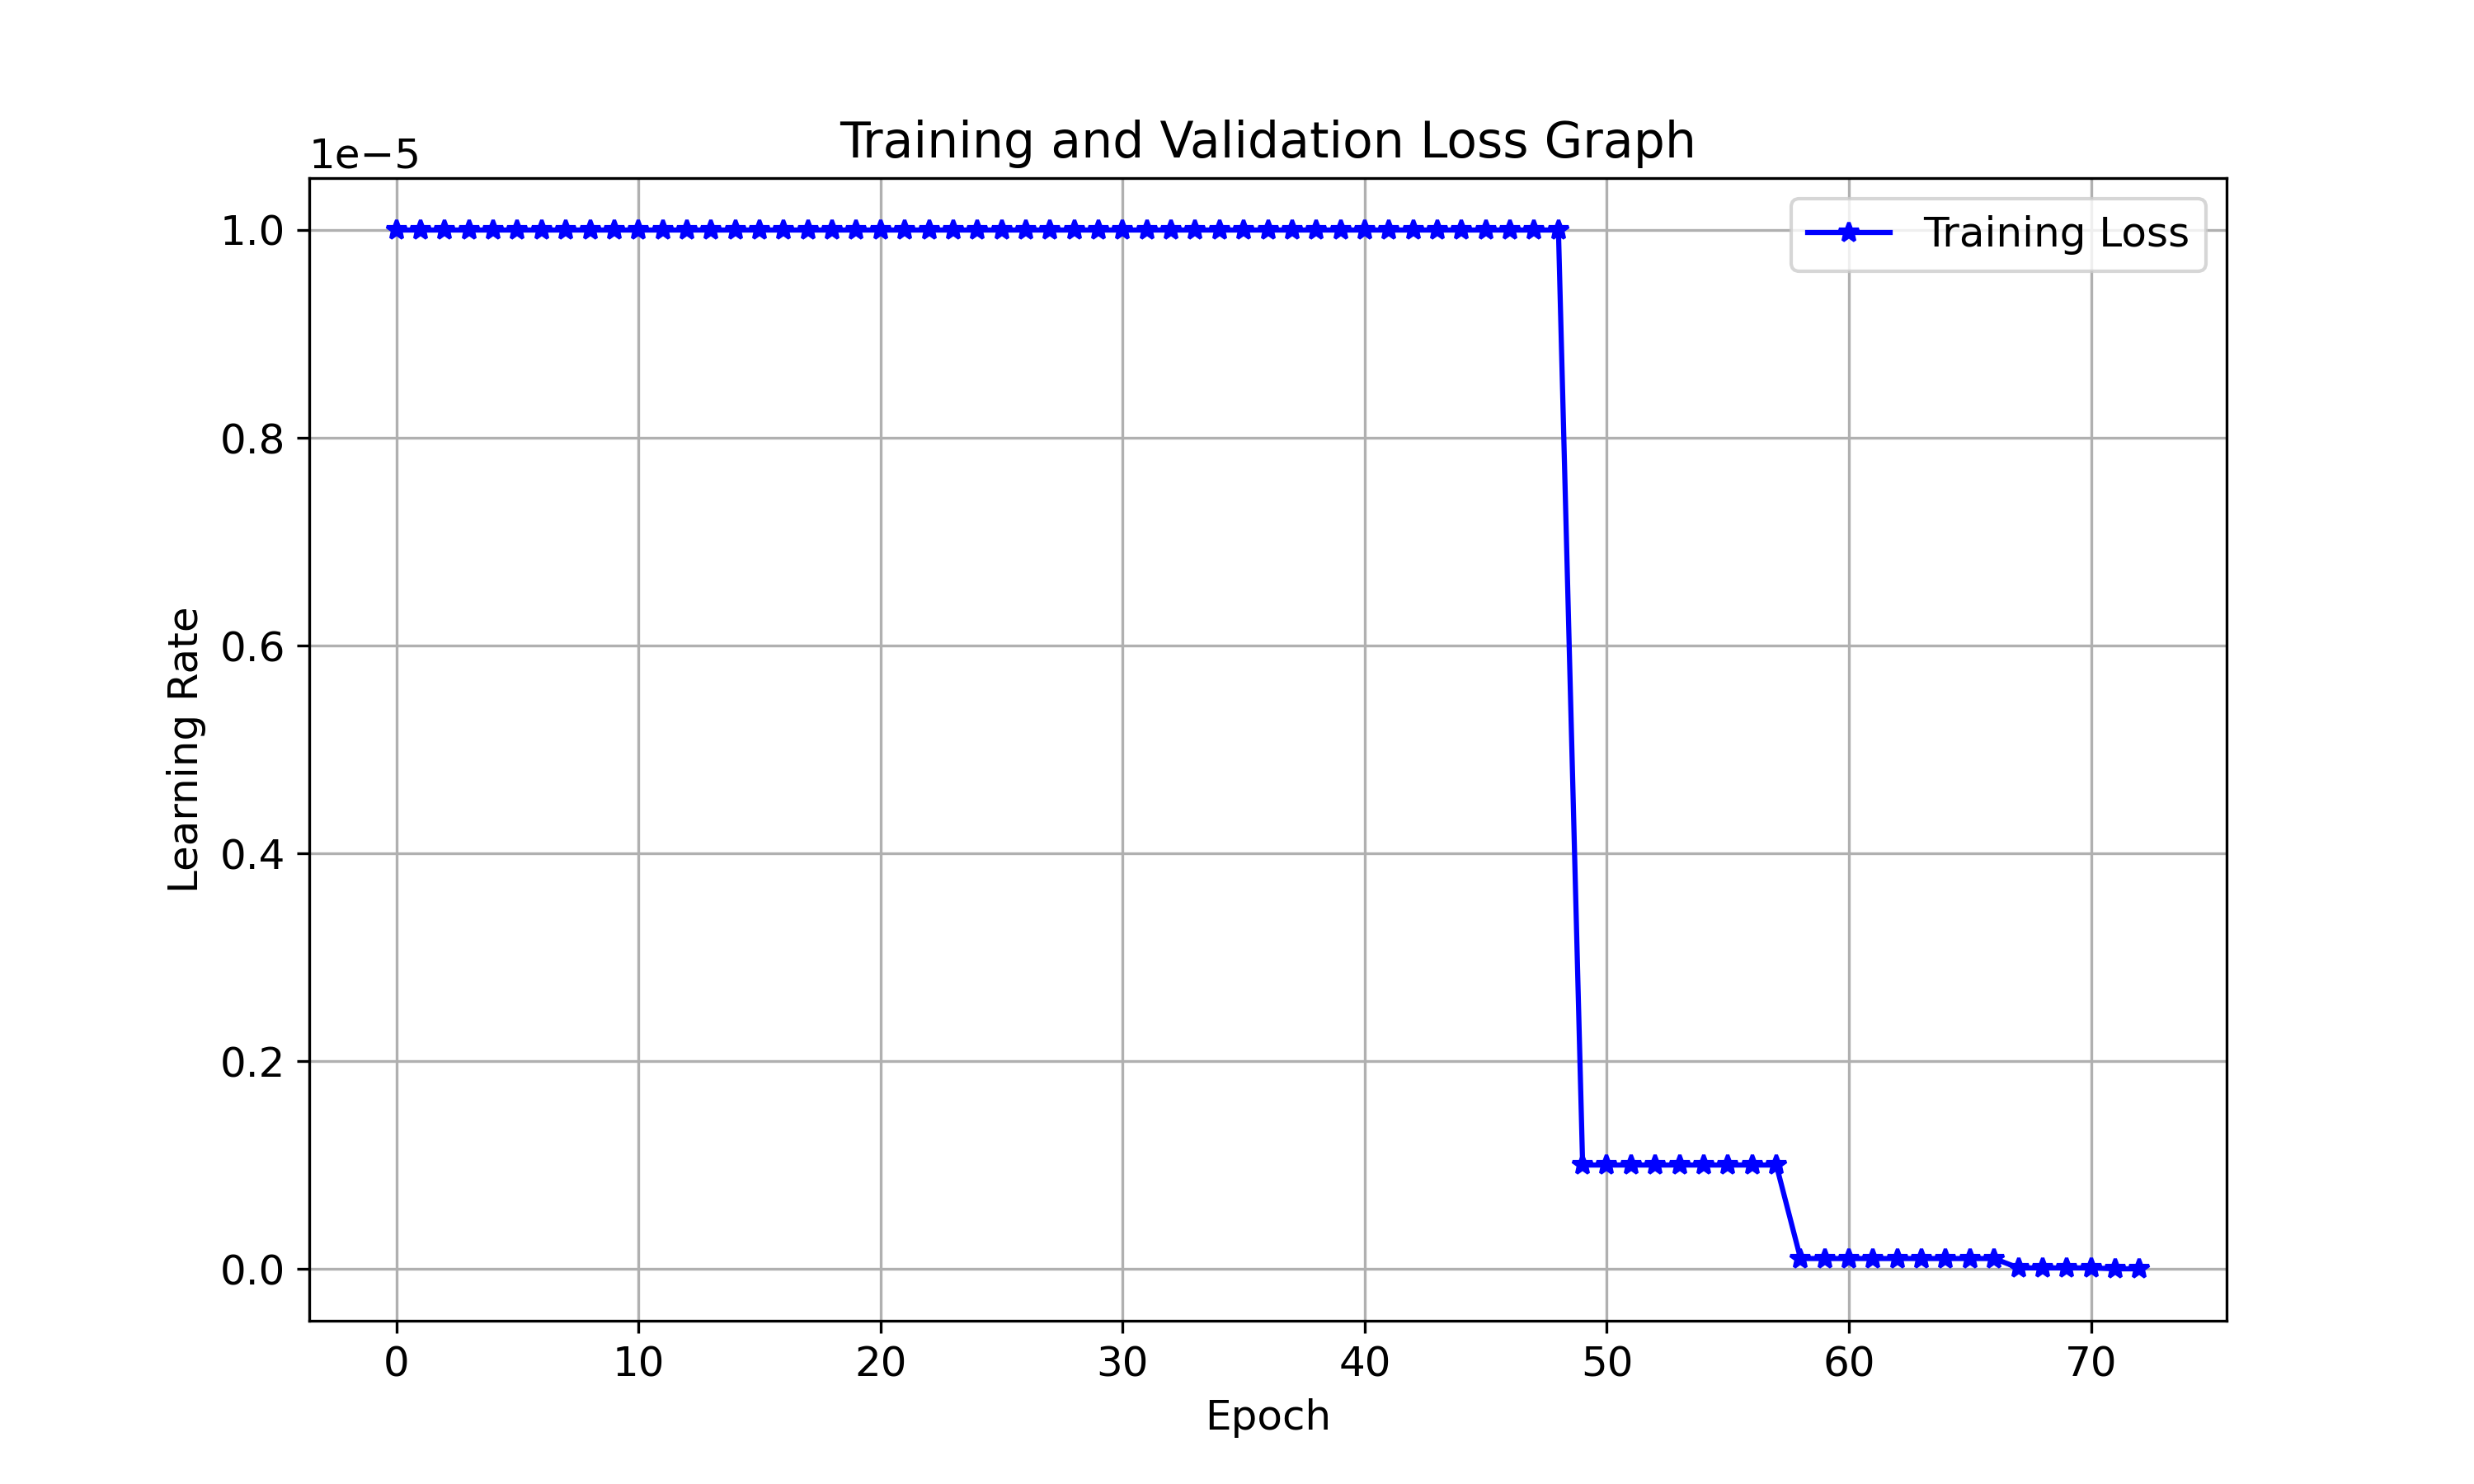 Training and Validation Loss Graph
1e−5
Training Loss
1.0
0.8
0.6
0.4
0.2
0.0
Learning Rate
0 10 20 30 40 50 60 70
Epoch